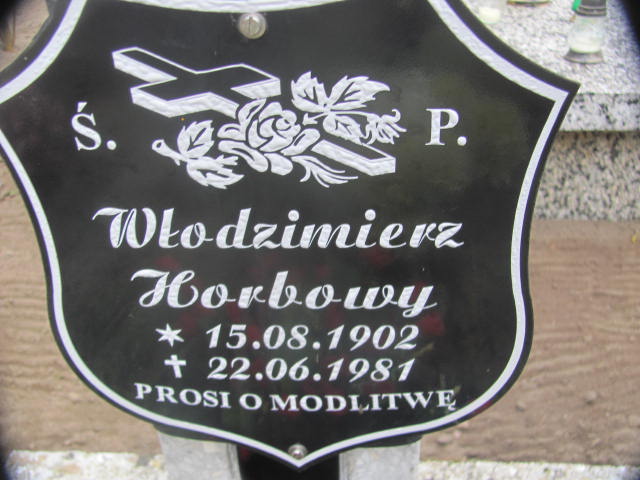 Ś. P.
Włodzimierz
Horbowy
* 15.08.1902
† 22.06.1981
PROSI O MODLITWĘ